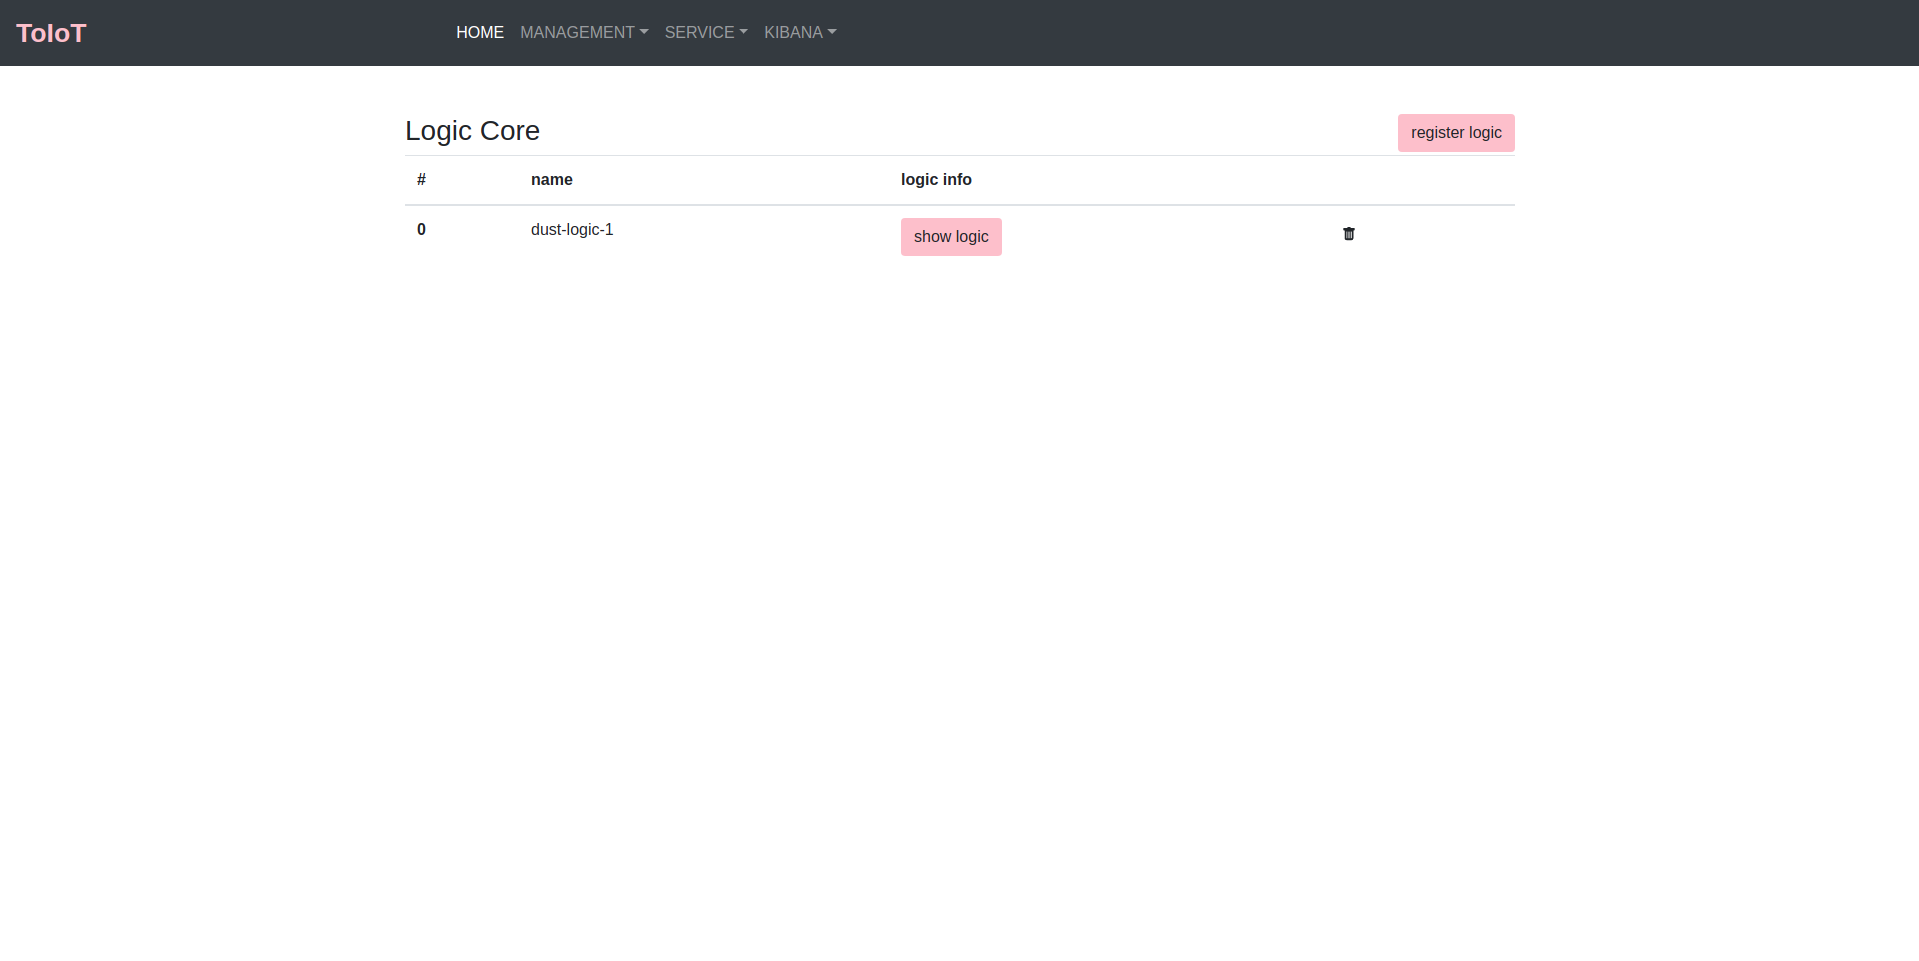 ToIoT HOME MANAGEMENT SERVICE KIBANA
Logic Core register logic
# name logic info
0 dust-logic-1 show logic